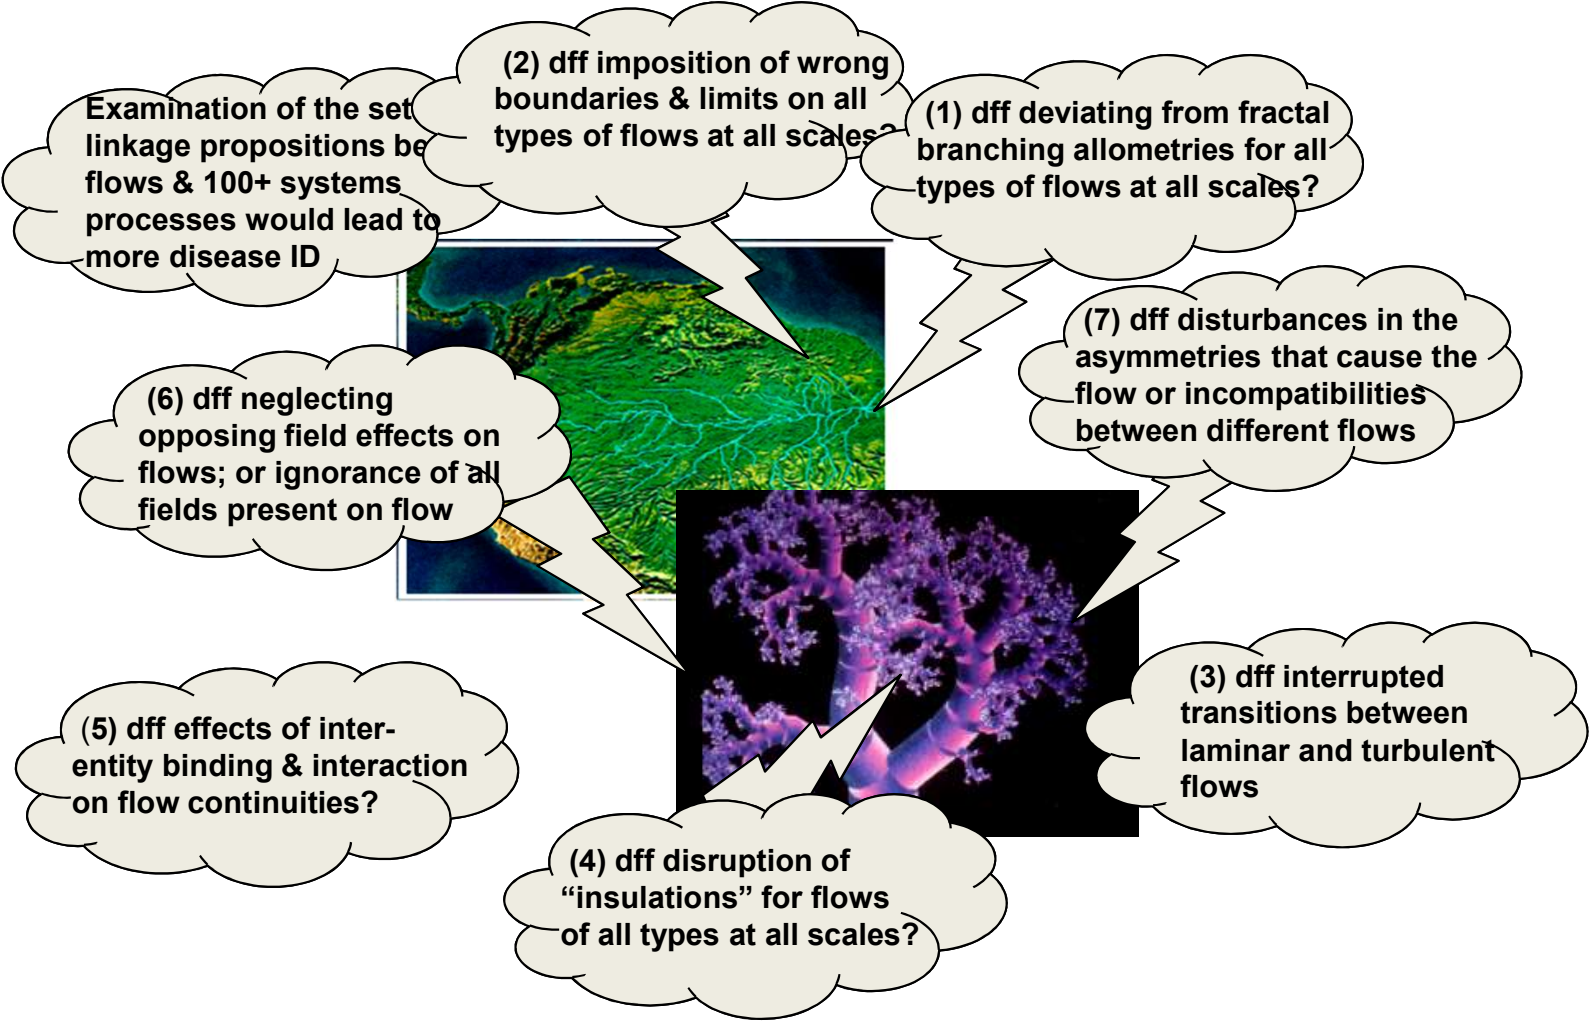 Examination of the set
linkage propositions be
flows & 100+ systems
processes would lead to
more disease ID
(2) dff imposition of wrong
boundaries & limits on all
types of flows at all scales?
(1) dff deviating from fractal
branching allometries for all
types of flows at all scales?
(7) dff disturbances in the
asymmetries that cause the
flow or incompatibilities
between different flows
(6) dff neglecting
opposing field effects on
flows; or ignorance of all
fields present on flow
(3) dff interrupted
transitions between
laminar and turbulent
flows
(5) dff effects of inter-
entity binding & interaction
on flow continuities?
(4) dff disruption of
“insulations” for flows
of all types at all scales?